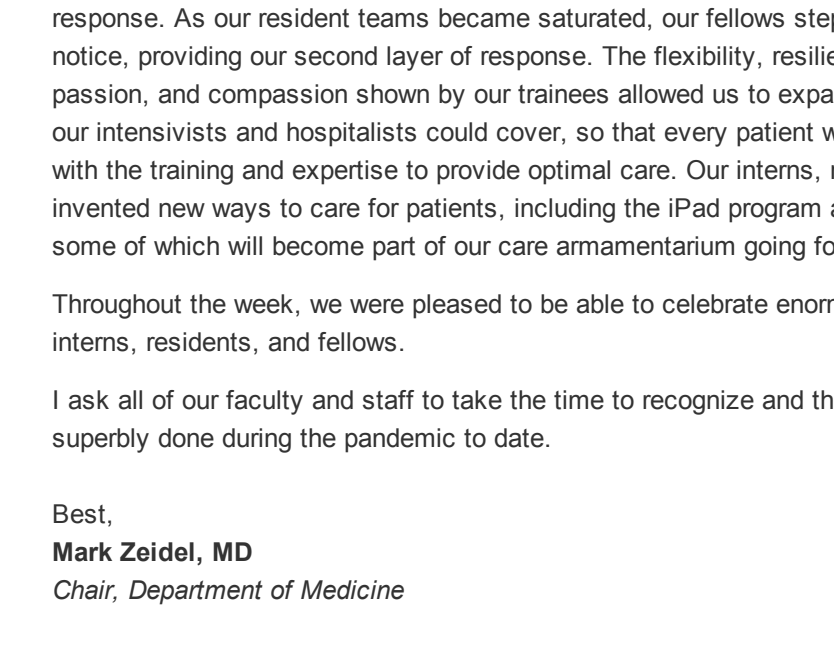 response. As our resident teams became saturated, our fellows
notice, providing our second layer of response. The flexibility,
passion, and compassion shown by our trainees allowed us to
our intensivists and hospitalists could cover, so that every patient
with the training and expertise to provide optimal care. Our interns,
invented new ways to care for patients, including the iPad program
some of which will become part of our care armamentarium going
Throughout the week, we were pleased to be able to celebrate
interns, residents, and fellows.
I ask all of our faculty and staff to take the time to recognize and
superbly done during the pandemic to date.
Best,
Mark Zeidel, MD
Chair, Department of Medicine